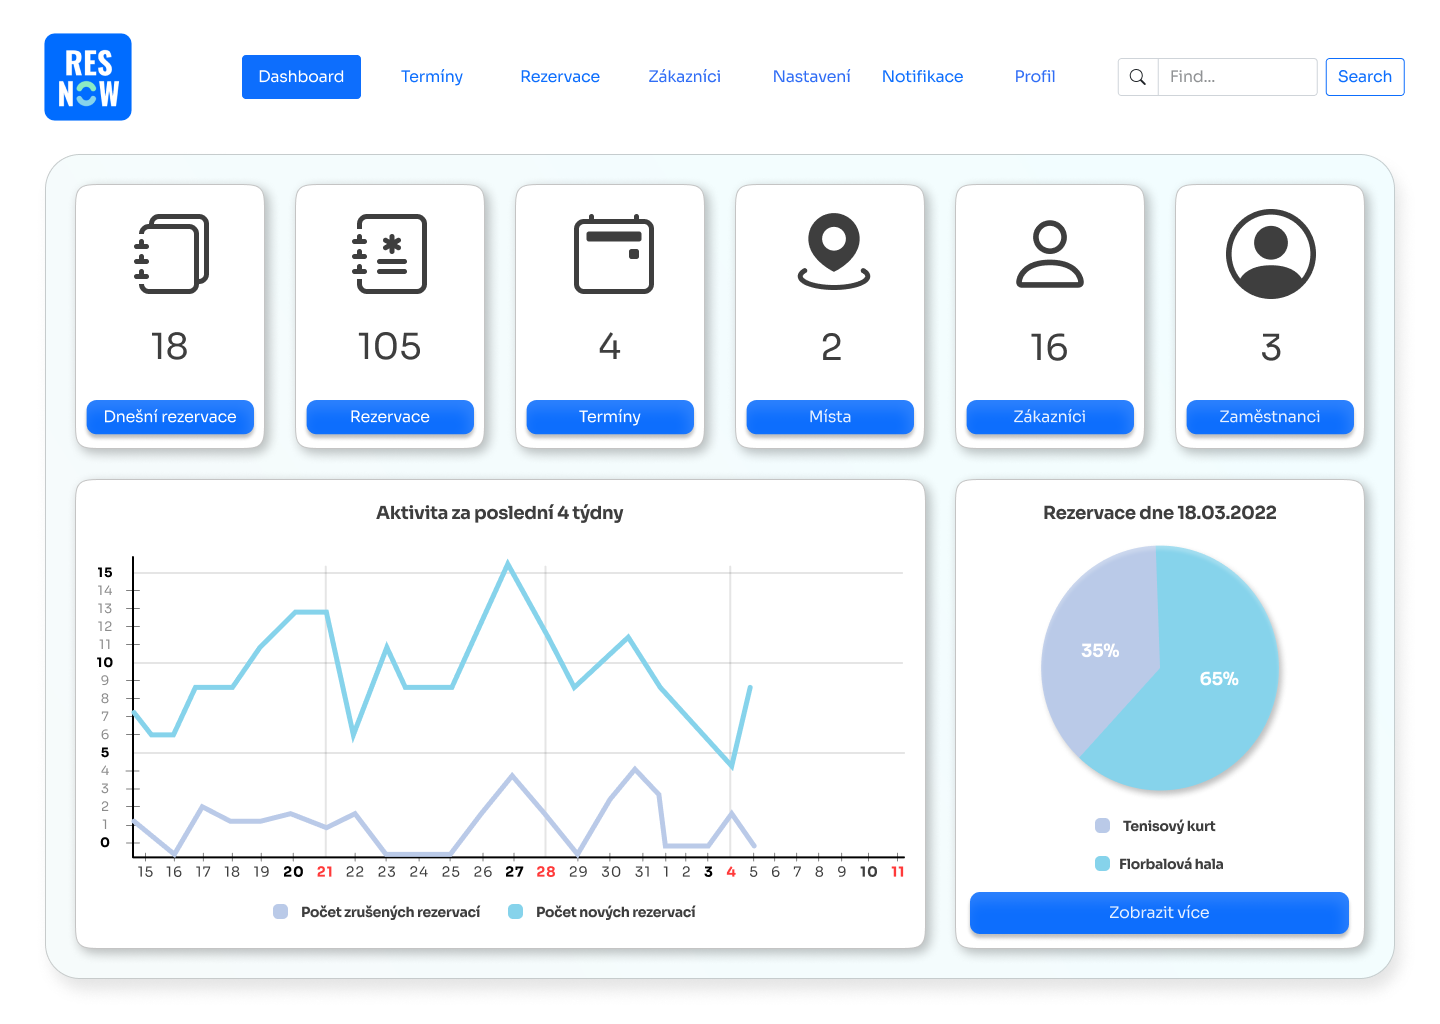 RES
NOW
Dashboard Termíny Rezervace Zákazníci Nastavení Notifikace Profil Find... Search
18 105 4 2 16 3
Dnešní rezervace Rezervace Termíny Místa Zákazníci Zaměstnanci
Aktivita za poslední 4 týdny
15
14
13
12
11
10
9
8
7
6
5
4
3
2
1
0
15 16 17 18 19 20 21 22 23 24 25 26 27 28 29 30 31 1 2 3 4 5 6 7 8 9 10 11
Počet zrušených rezervací Počet nových rezervací
Rezervace dne 18.03.2022
35%
65%
Tenisový kurt
Florbalová hala
Zobrazit více